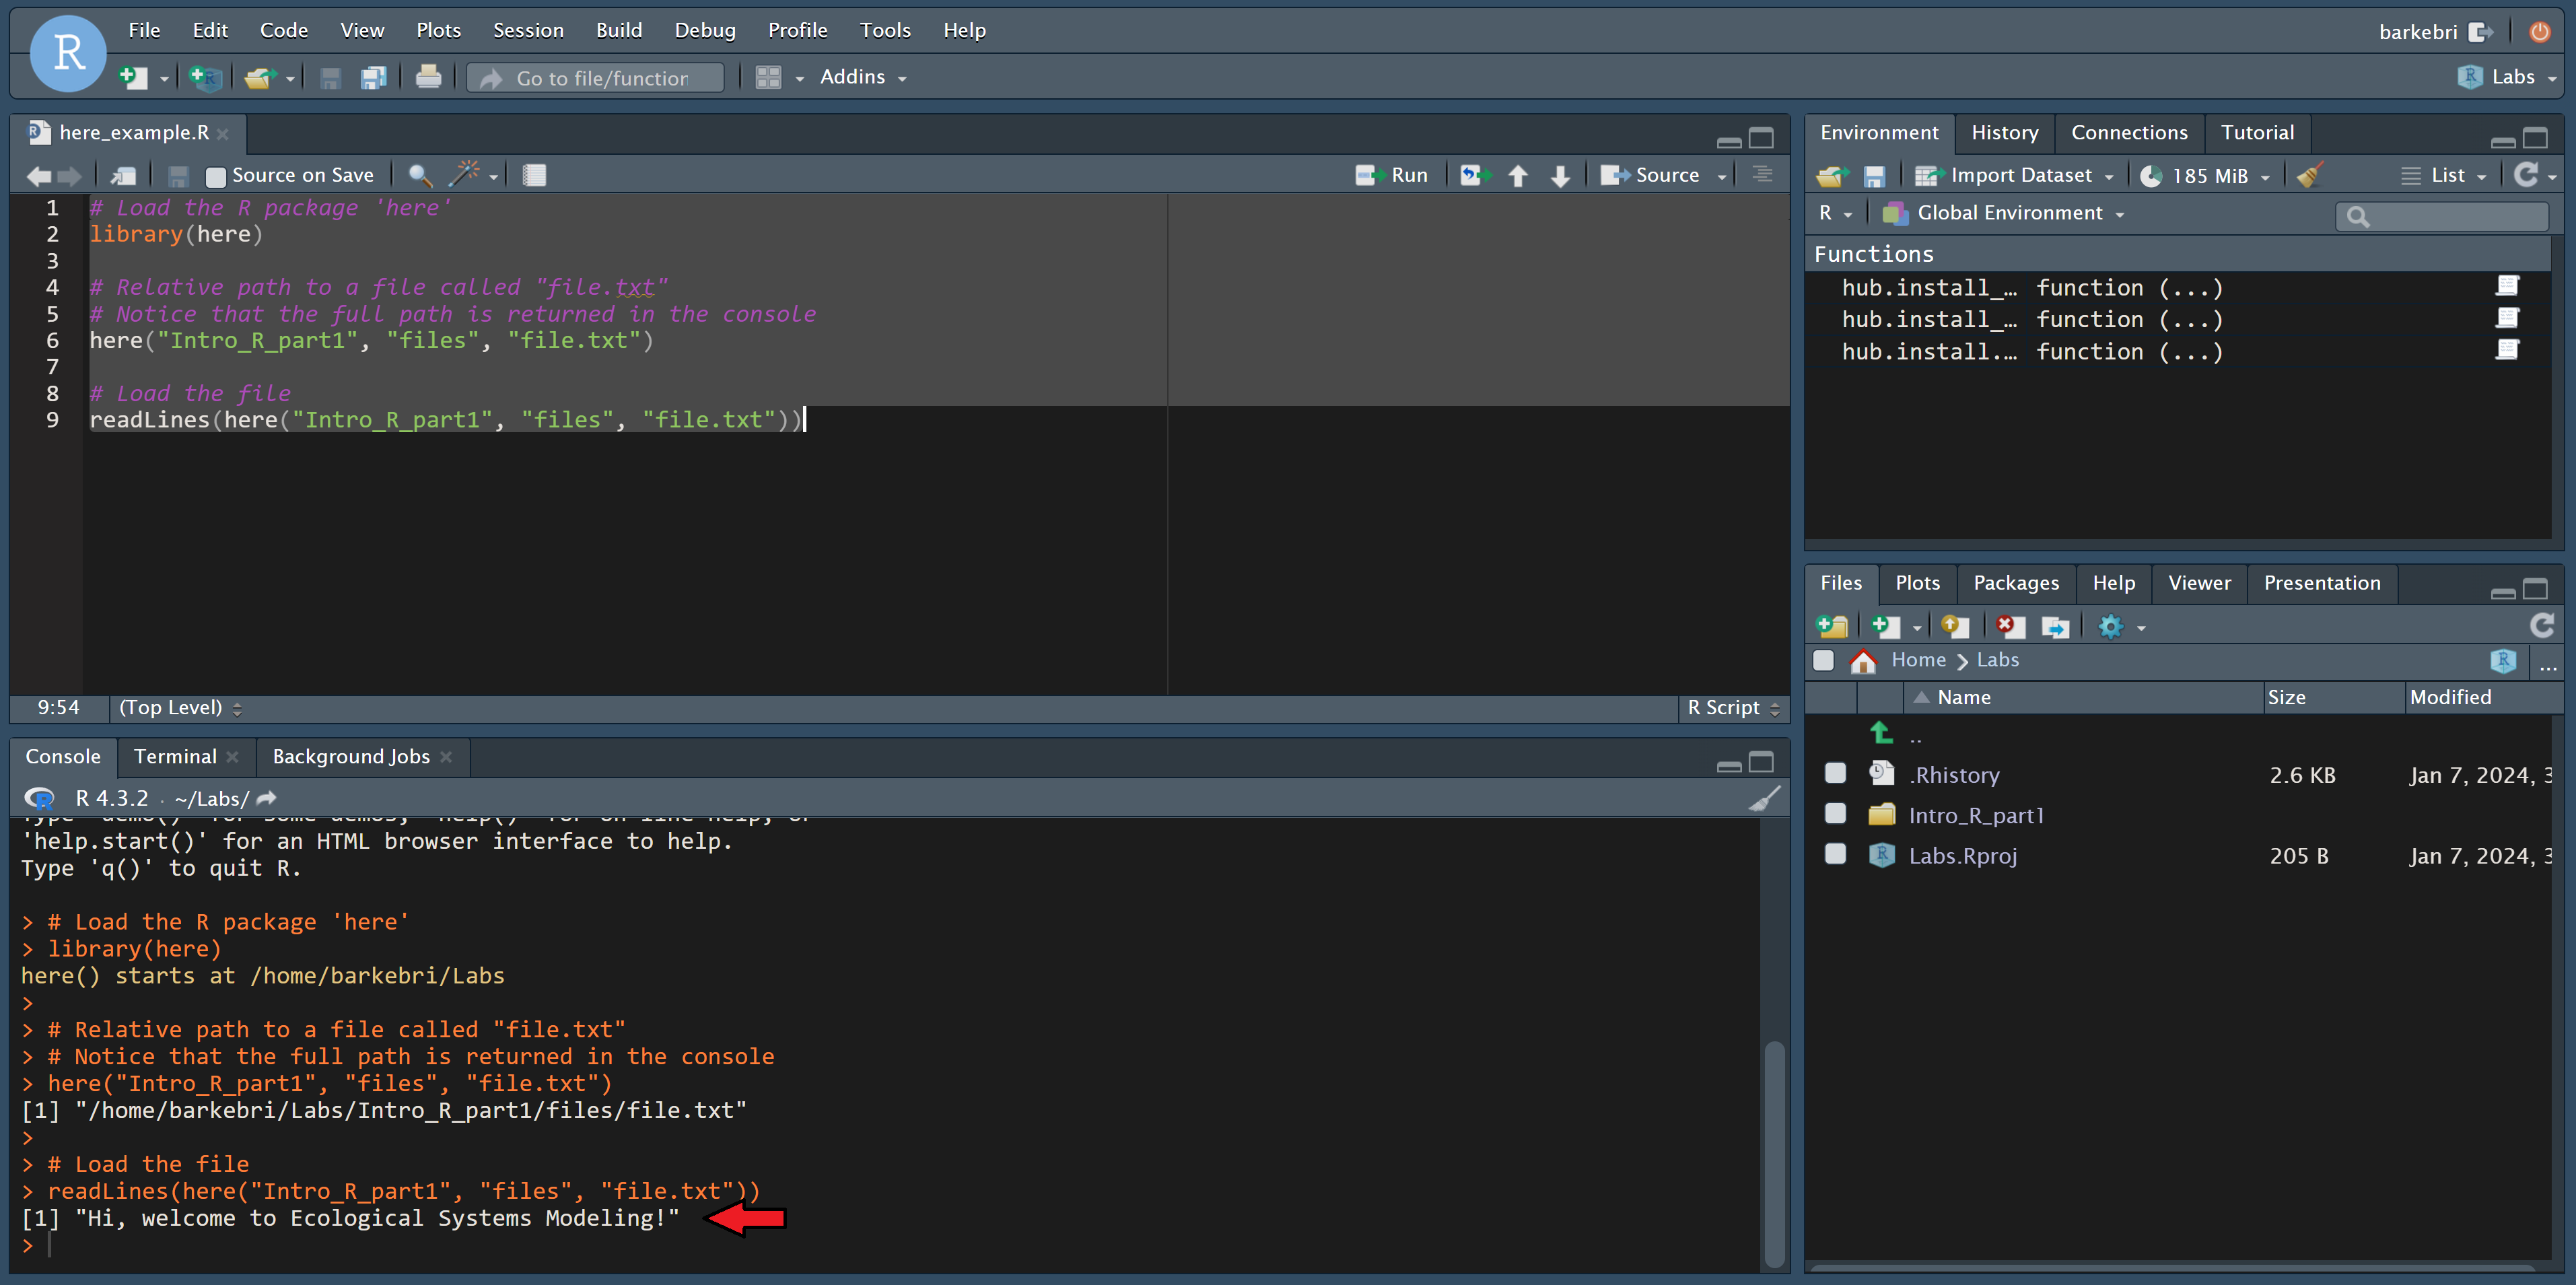 R
File Edit Code View Plots Session Build Debug Profile Tools Help
barkebri
Go to file/function
Addins
Labs
here_example.R
Source on Save
Run
Source
1 # Load the R package 'here'
2 library(here)
3
4 # Relative path to a file called "file.txt"
5 # Notice that the full path is returned in the console
6 here("Intro_R_part1", "files", "file.txt")
7
8 # Load the file
9 readLines(here("Intro_R_part1", "files", "file.txt"))
9:54 (Top Level) R Script
Console Terminal Background Jobs
R 4.3.2 · ~/Labs/
'help.start()' for an HTML browser interface to help.
Type 'q()' to quit R.
> # Load the R package 'here'
> library(here)
here() starts at /home/barkebri/Labs
>
> # Relative path to a file called "file.txt"
> # Notice that the full path is returned in the console
> here("Intro_R_part1", "files", "file.txt")
[1] "/home/barkebri/Labs/Intro_R_part1/files/file.txt"
>
> # Load the file
> readLines(here("Intro_R_part1", "files", "file.txt"))
[1] "Hi, welcome to Ecological Systems Modeling!"
>
Environment History Connections Tutorial
Import Dataset 185 MiB List
R Global Environment
Functions
hub.install_… function (...)
hub.install_… function (...)
hub.install.… function (...)
Files Plots Packages Help Viewer Presentation
Home Labs ...
Name Size Modified
..
.Rhistory 2.6 KB Jan 7, 2024, 3
Intro_R_part1
Labs.Rproj 205 B Jan 7, 2024, 3